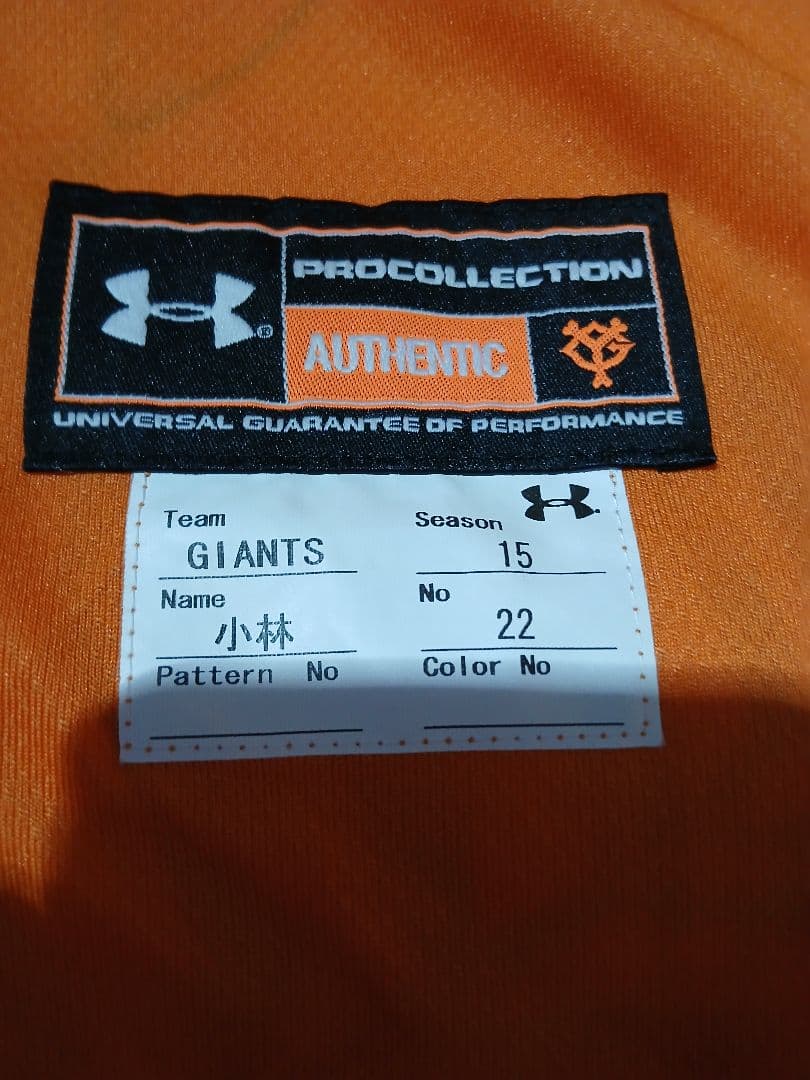 PROCOLLECTION
AUTHENTIC
®
UNIVERSAL GUARANTEE OF PERFORMANCE
Team Season
GIANTS 15
Name No
小林 22
Pattern No Color No